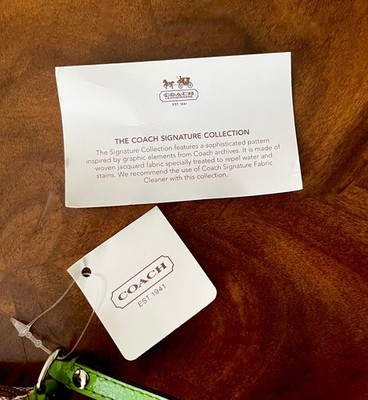 COACH
EST. 1941
THE COACH SIGNATURE COLLECTION
The Signature Collection features a sophisticated pattern
inspired by graphic elements from Coach archives. It is made of
woven jacquard fabric specially treated to repel water and
stains. We recommend the use of Coach Signature Fabric
Cleaner with this collection.
COACH
EST. 1941